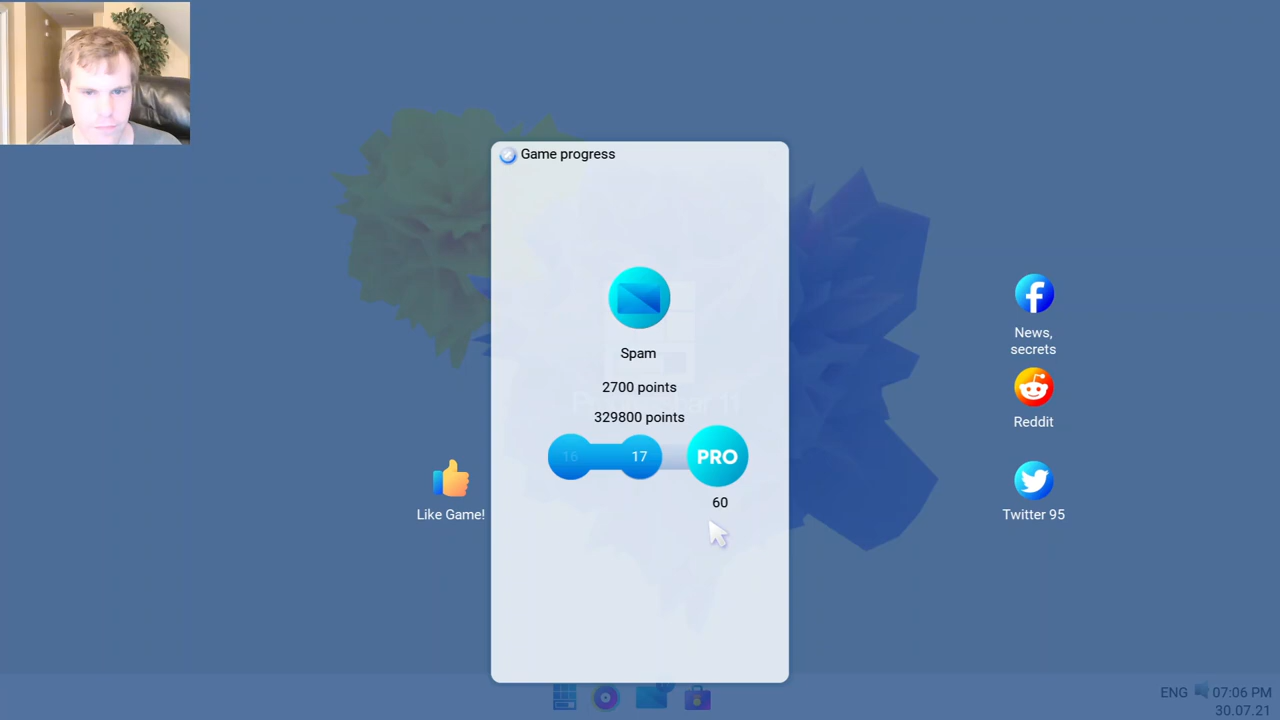 Game progress
Spam
2700 points
329800 points
16
17
PRO
60
Like Game!
News,
secrets
Reddit
Twitter 95
ENG
07:06 PM
30.07.21